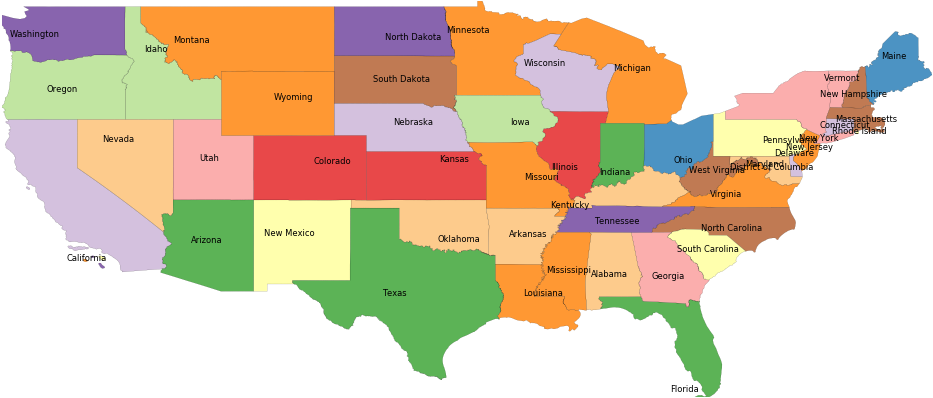 Washington
Idaho
Montana
North Dakota
Minnesota
Wisconsin
Michigan
Maine
Vermont
New Hampshire
Massachusetts
Connecticut
Rhode Island
New York
Oregon
Wyoming
South Dakota
Nebraska
Iowa
Pennsylvania
New Jersey
Delaware
Maryland
District of Columbia
Nevada
Utah
Colorado
Kansas
Missouri
Illinois
Indiana
Ohio
West Virginia
Virginia
Kentucky
California
Arizona
New Mexico
Oklahoma
Arkansas
Tennessee
North Carolina
South Carolina
Texas
Louisiana
Mississippi
Alabama
Georgia
Florida